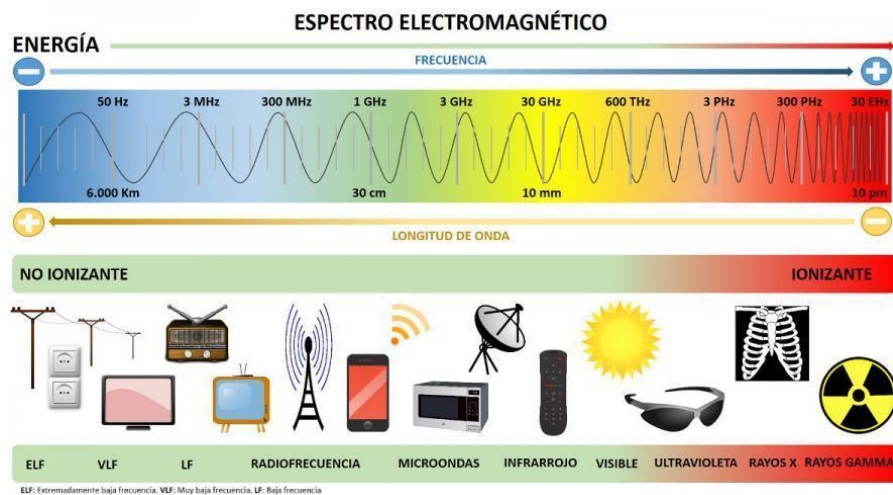 ESPECTRO ELECTROMAGNÉTICO
ENERGÍA
FRECUENCIA
50 Hz 3 MHz 300 MHz 1 GHz 3 GHz 30 GHz 600 THz 3 PHz 300 PHz 30 EHz
6.000 Km 30 cm 10 mm 10 pm
LONGITUD DE ONDA
NO IONIZANTE IONIZANTE
ELF VLF LF RADIOFRECUENCIA MICROONDAS INFRARROJO VISIBLE ULTRAVIOLETA RAYOS X RAYOS GAMMA
ELF: Extremadamente baja frecuencia. VLF: Muy baja frecuencia. LF: Baja frecuencia